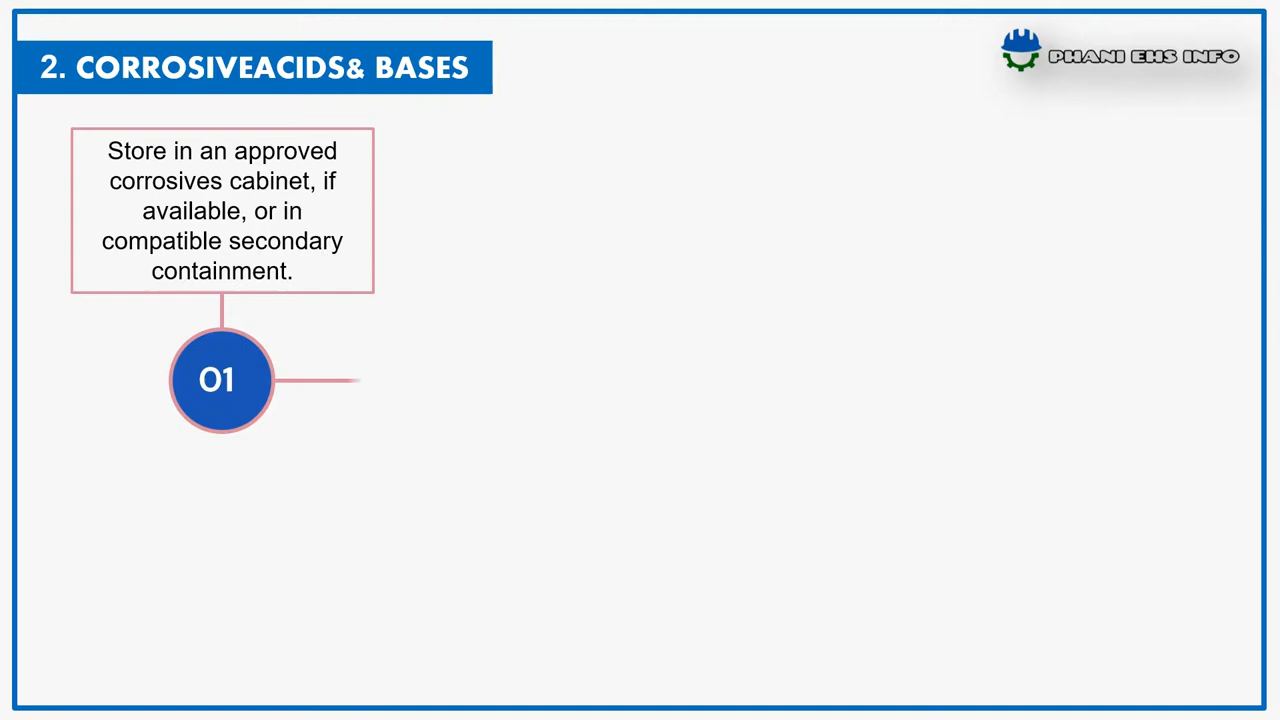 2. CORROSIVEACIDS& BASES
PHANI EHS INFO
Store in an approved
corrosives cabinet, if
available, or in
compatible secondary
containment.
01